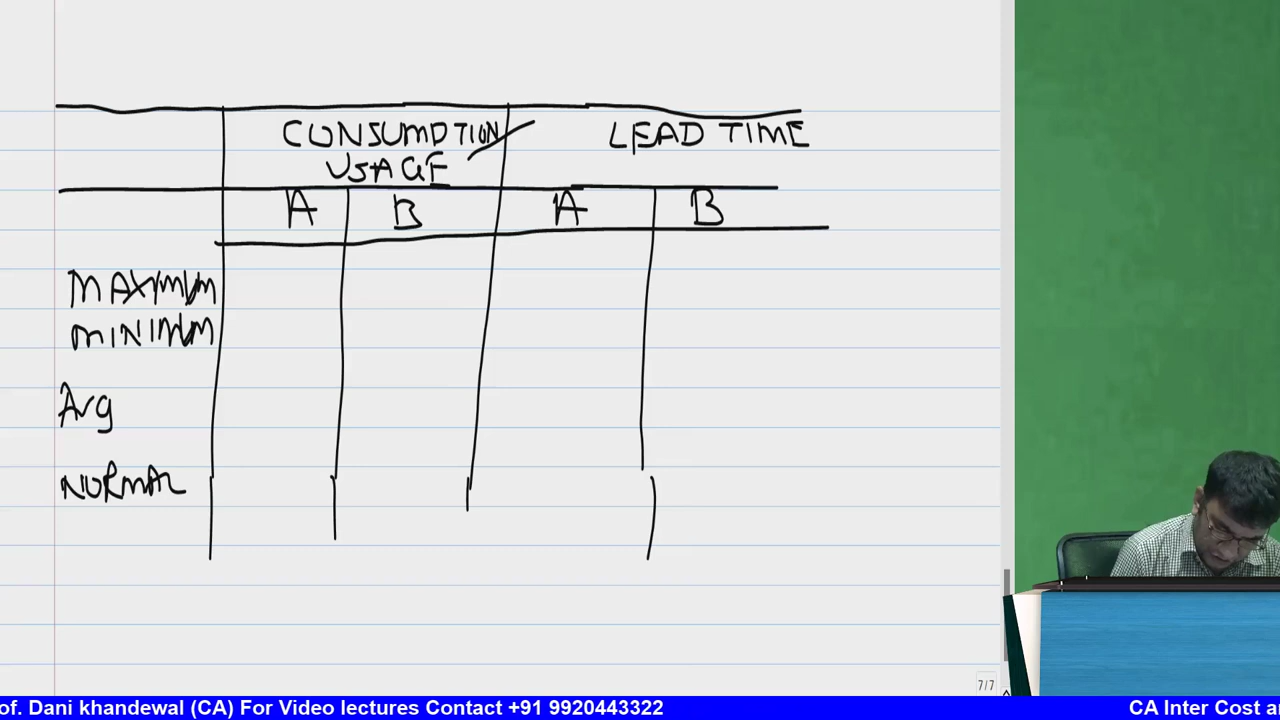 CONSUMPTION LEAD TIME
USAGE
A B A B
MAXIMUM
MINIMUM
Avg
NORMAL
7/7
of. Dani khandewal (CA) For Video lectures Contact +91 9920443322 CA Inter Cost a